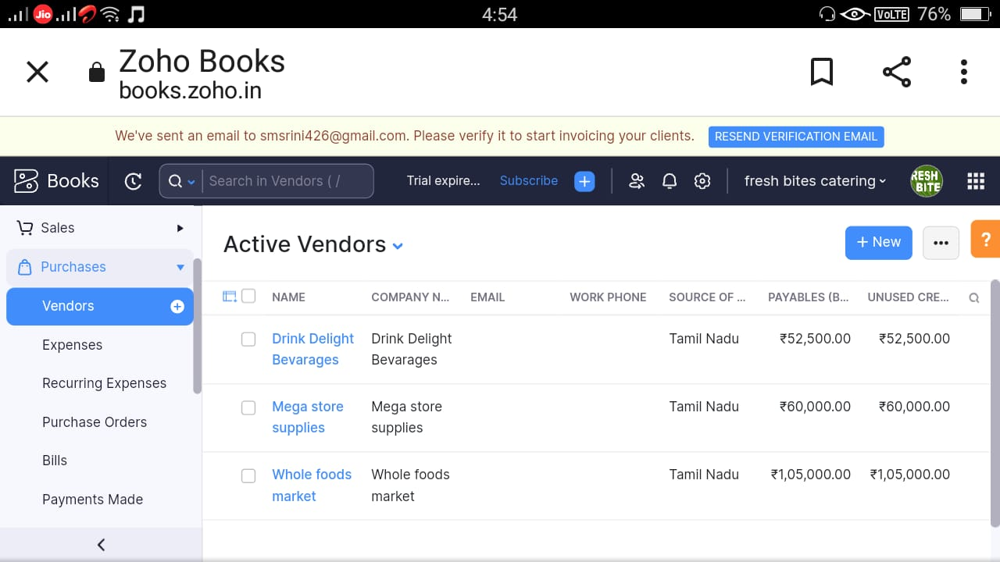 Jio 4:54 VoLTE 76%
Zoho Books
books.zoho.in
We've sent an email to smsrini426@gmail.com. Please verify it to start invoicing your clients. RESEND VERIFICATION EMAIL
Books Search in Vendors ( / Trial expire... Subscribe fresh bites catering RESH BITE
Sales
Purchases
Vendors
Expenses
Recurring Expenses
Purchase Orders
Bills
Payments Made
Active Vendors + New ... ?
NAME COMPANY N... EMAIL WORK PHONE SOURCE OF ... PAYABLES (B... UNUSED CRE...
Drink Delight Drink Delight Tamil Nadu ₹52,500.00 ₹52,500.00
Bevarages Bevarages
Mega store Mega store Tamil Nadu ₹60,000.00 ₹60,000.00
supplies supplies
Whole foods Whole foods Tamil Nadu ₹1,05,000.00 ₹1,05,000.00
market market